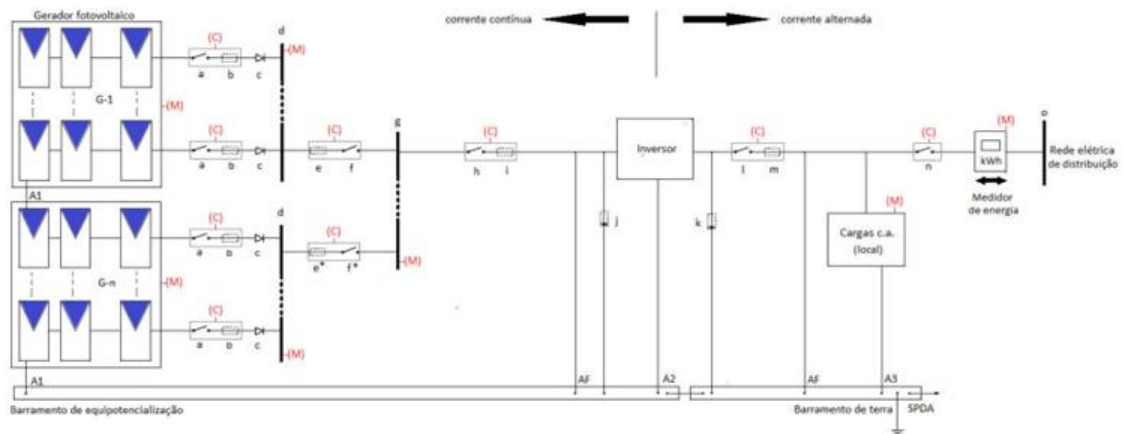 Gerador fotovoltaico
corrente contínua
corrente alternada
(C)
a b c
d
(M)
G-1
(M)
(C)
a b c
(C)
e f
g
(C)
h i
Inversor
j
k
(C)
l m
(C)
n
(M)
kWh
Medidor
de energia
o
Rede elétrica
de distribuição
(M)
Cargas c.a.
(local)
A1
(C)
a b c
d
(C)
e* f*
(M)
G-n
(M)
(C)
a b c
(M)
A1
AF
A2
AF
A3
Barramento de equipotencialização
Barramento de terra
SPDA